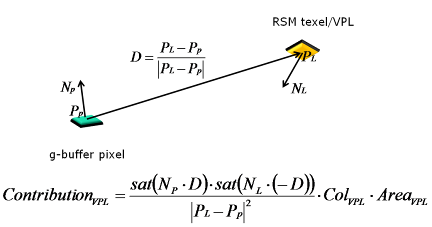 RSM texel/VPL
D = (P_L − P_p) / |P_L − P_p|
P_L
N_p
N_L
P_p
g-buffer pixel
Contribution_VPL = sat(N_P · D) · sat(N_L · (−D)) / |P_L − P_p|² · Col_VPL · Area_VPL